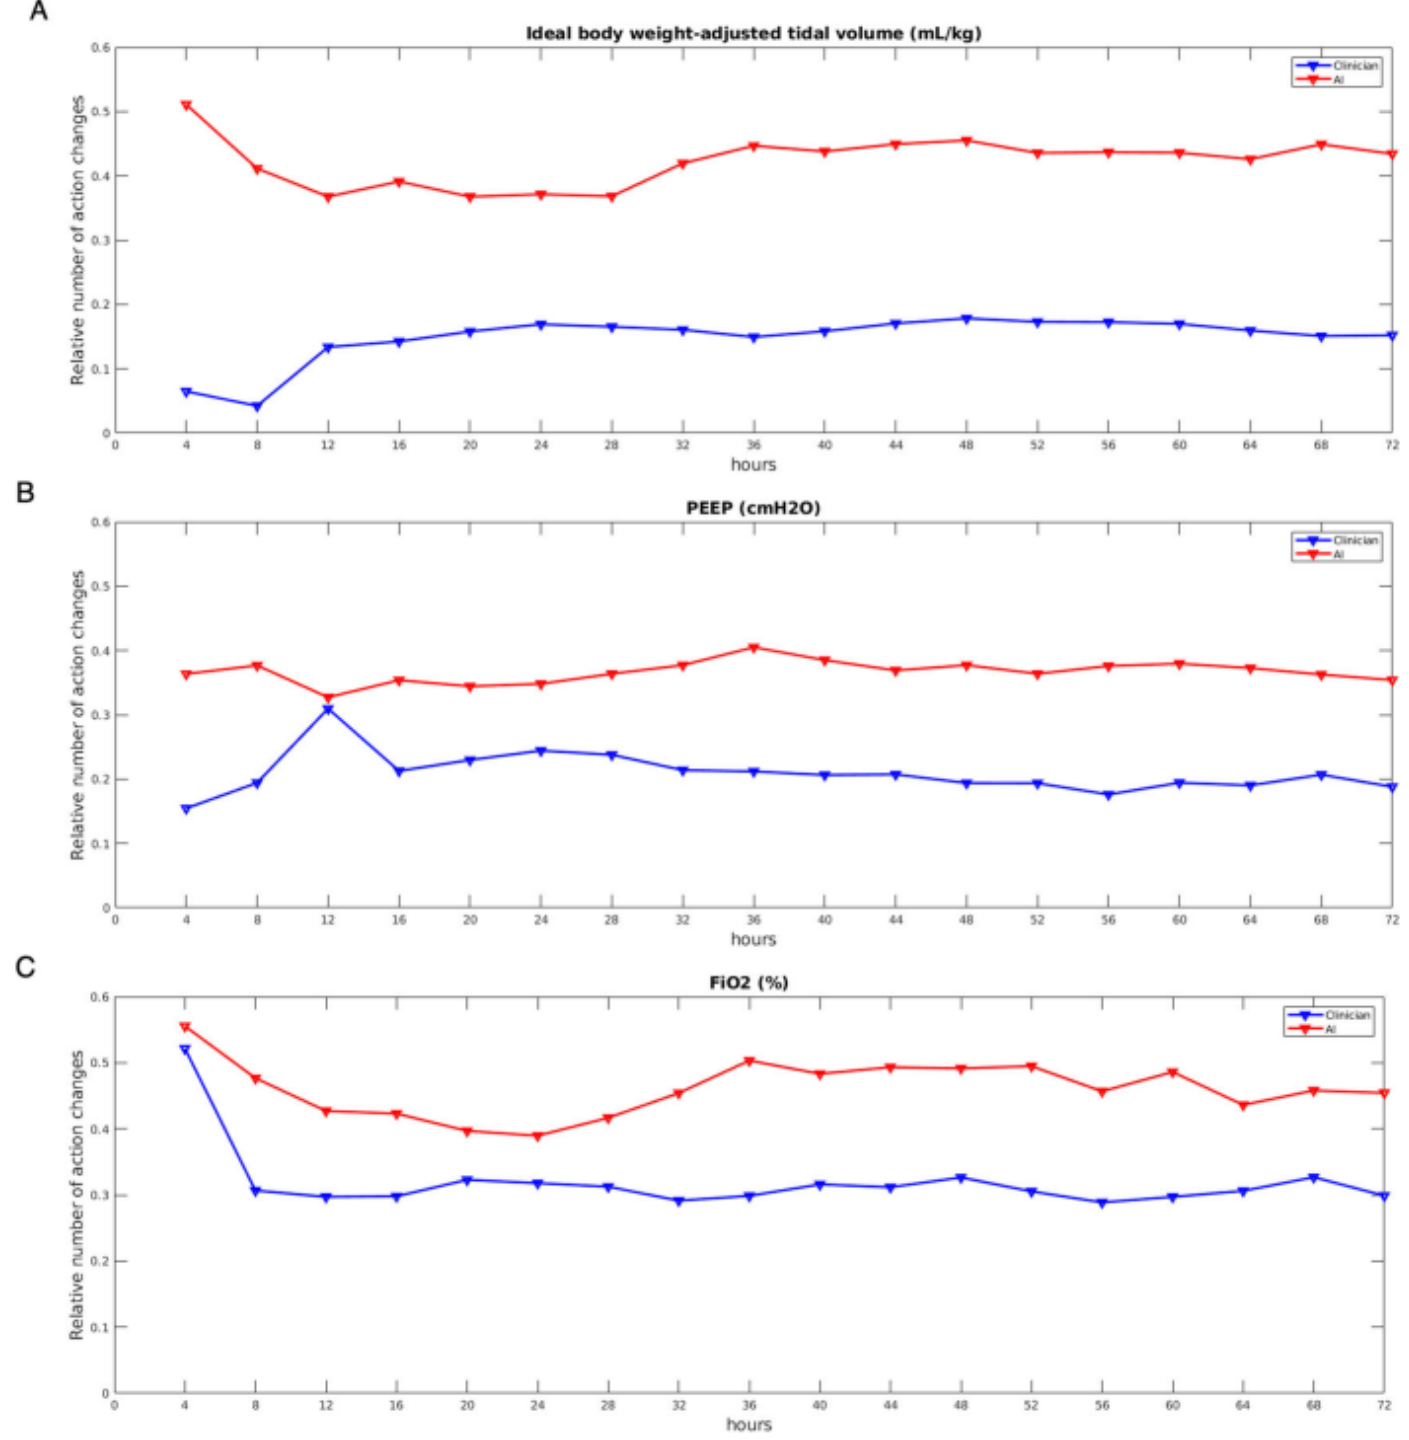 A
Ideal body weight-adjusted tidal volume (mL/kg)
Clinician
AI
Relative number of action changes
0.6
0.5
0.4
0.3
0.2
0.1
0
0 4 8 12 16 20 24 28 32 36 40 44 48 52 56 60 64 68 72
hours
B
PEEP (cmH2O)
Clinician
AI
Relative number of action changes
0.6
0.5
0.4
0.3
0.2
0.1
0
0 4 8 12 16 20 24 28 32 36 40 44 48 52 56 60 64 68 72
hours
C
FiO2 (%)
Clinician
AI
Relative number of action changes
0.6
0.5
0.4
0.3
0.2
0.1
0
0 4 8 12 16 20 24 28 32 36 40 44 48 52 56 60 64 68 72
hours